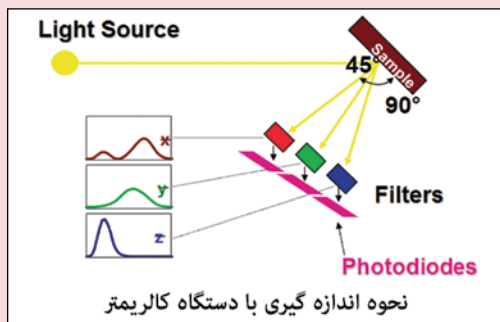 Light Source
Sample
45°
90°
x
y
z
Filters
Photodiodes
نحوه اندازه گیری با دستگاه کالریمتر